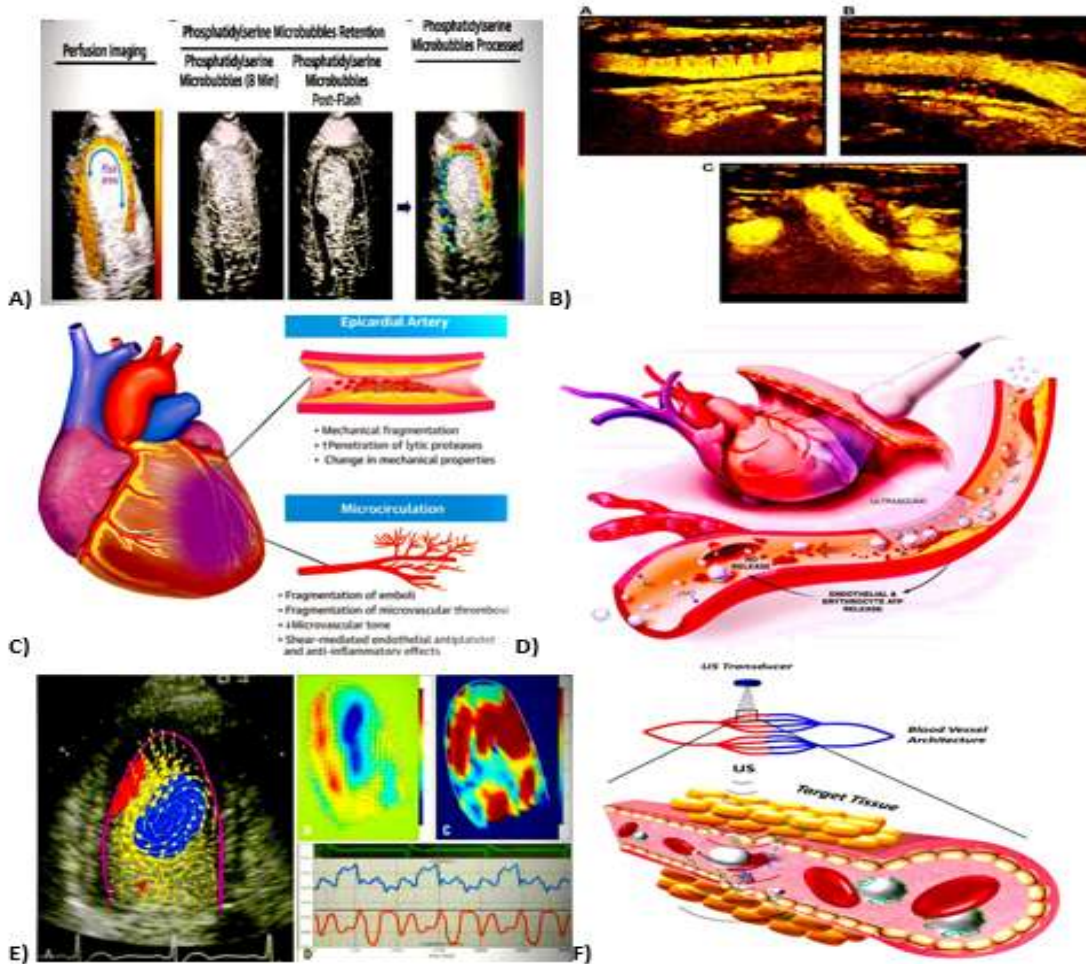 Perfusion Imaging
Phosphatidylserine Microbubbles Retention
Phosphatidylserine
Microbubbles (8 Min)
Phosphatidylserine
Microbubbles
Post-Flash
Phosphatidylserine
Microbubbles Processed
A)
A
B
C
B)
Epicardial Artery
• Mechanical fragmentation
• ↑Penetration of lytic proteases
• Change in mechanical properties
Microcirculation
• Fragmentation of emboli
• Fragmentation of microvascular thrombosi
• ↓Microvascular tone
• Shear-mediated endothelial antiplatelet
and anti-inflammatory effects
C)
ULTRASOUND
NO
RELEASE
ENDOTHELIAL &
ERYTHROCYTE ATP
RELEASE
D)
A
B
C
D
E)
US Transducer
Blood Vessel
Architecture
US
Target Tissue
F)